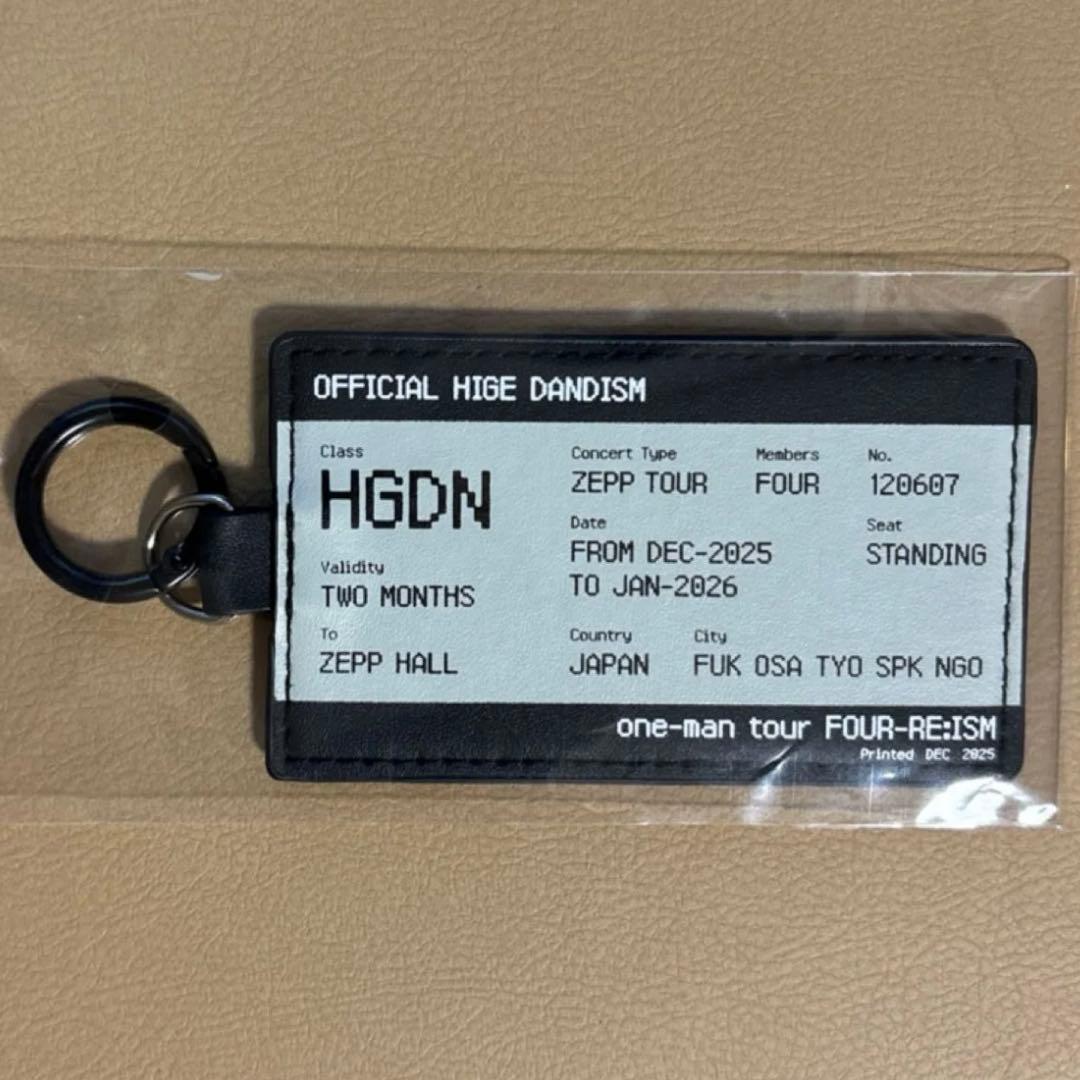 OFFICIAL HIGE DANDISM
Class
HGDN
Validity
TWO MONTHS
To
ZEPP HALL
Concert Type
ZEPP TOUR
Members
FOUR
No.
120607
Date
FROM DEC-2025
TO JAN-2026
Seat
STANDING
Country
JAPAN
City
FUK OSA TYO SPK NGO
one-man tour FOUR-RE:ISM
Printed DEC 2025